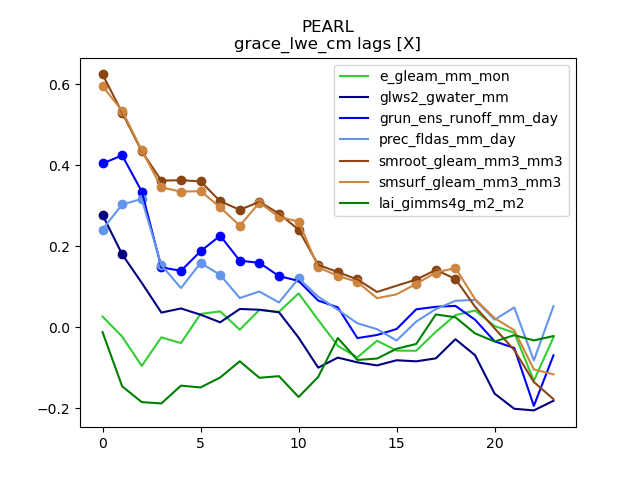 PEARL
grace_lwe_cm lags [X]
e_gleam_mm_mon
glws2_gwater_mm
grun_ens_runoff_mm_day
prec_fldas_mm_day
smroot_gleam_mm3_mm3
smsurf_gleam_mm3_mm3
lai_gimms4g_m2_m2
0.6
0.4
0.2
0.0
−0.2
0 5 10 15 20